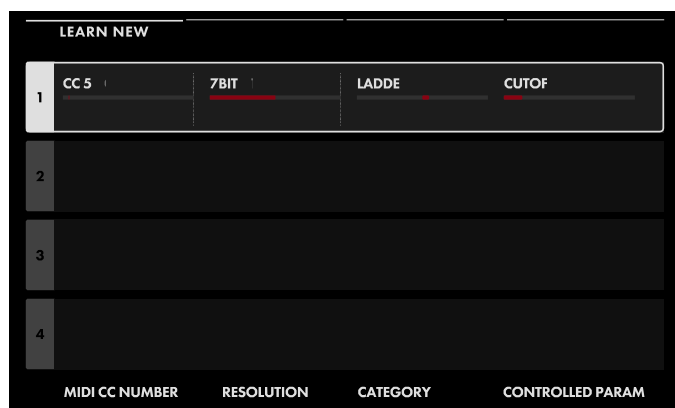 LEARN NEW
1 CC 5 7BIT LADDE CUTOF
2
3
4
MIDI CC NUMBER RESOLUTION CATEGORY CONTROLLED PARAM